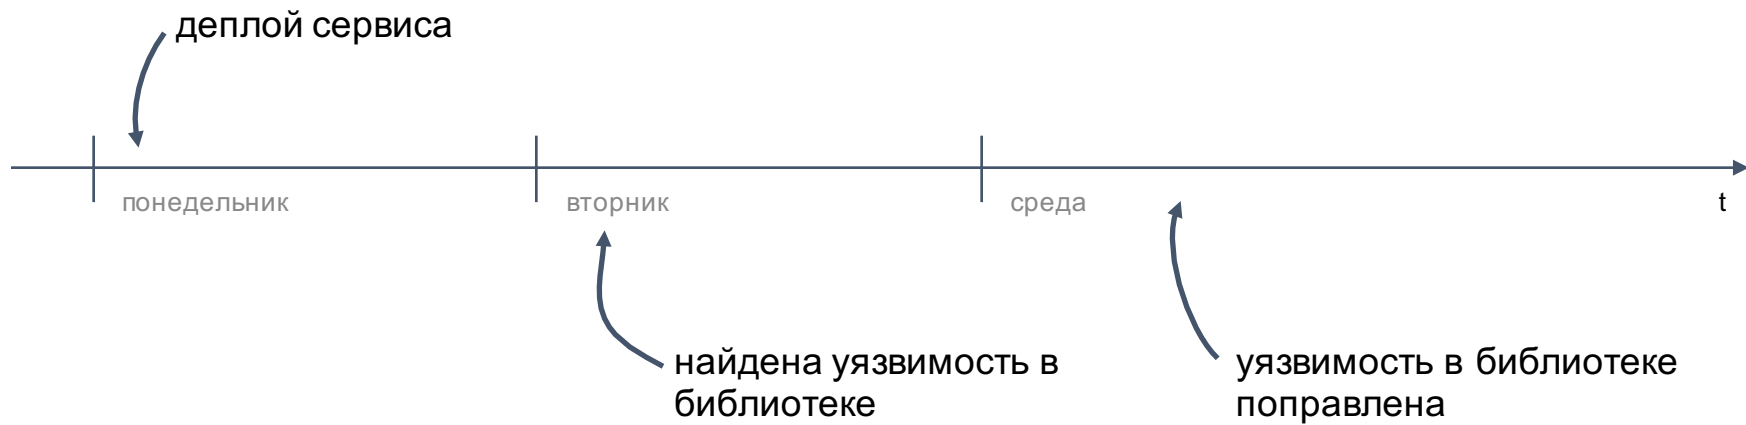 деплой сервиса
понедельник
вторник
среда
t
найдена уязвимость в
библиотеке
уязвимость в библиотеке
поправлена